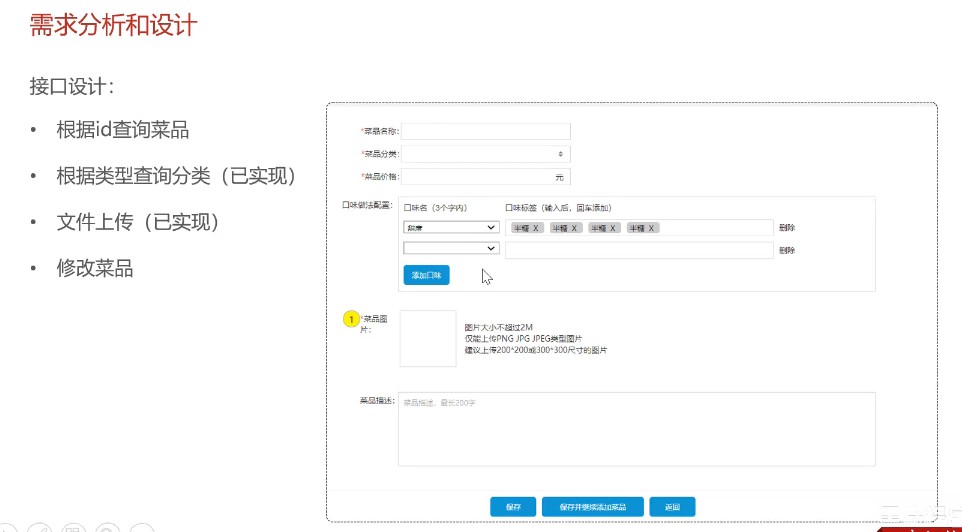 需求分析和设计
接口设计：
• 根据id查询菜品
• 根据类型查询分类（已实现）
• 文件上传（已实现）
• 修改菜品
*菜品名称:
*菜品分类:
*菜品价格: 元
口味做法配置:
口味名（3个字内） 口味标签（输入后，回车添加）
甜度 半糖 X 半糖 X 半糖 X 半糖 X 删除
删除
添加口味
1 *菜品图
片:
图片大小不超过2M
仅能上传PNG JPG JPEG类型图片
建议上传200*200或300*300尺寸的图片
菜品描述: 菜品描述，最长200字
保存 保存并继续添加菜品 返回